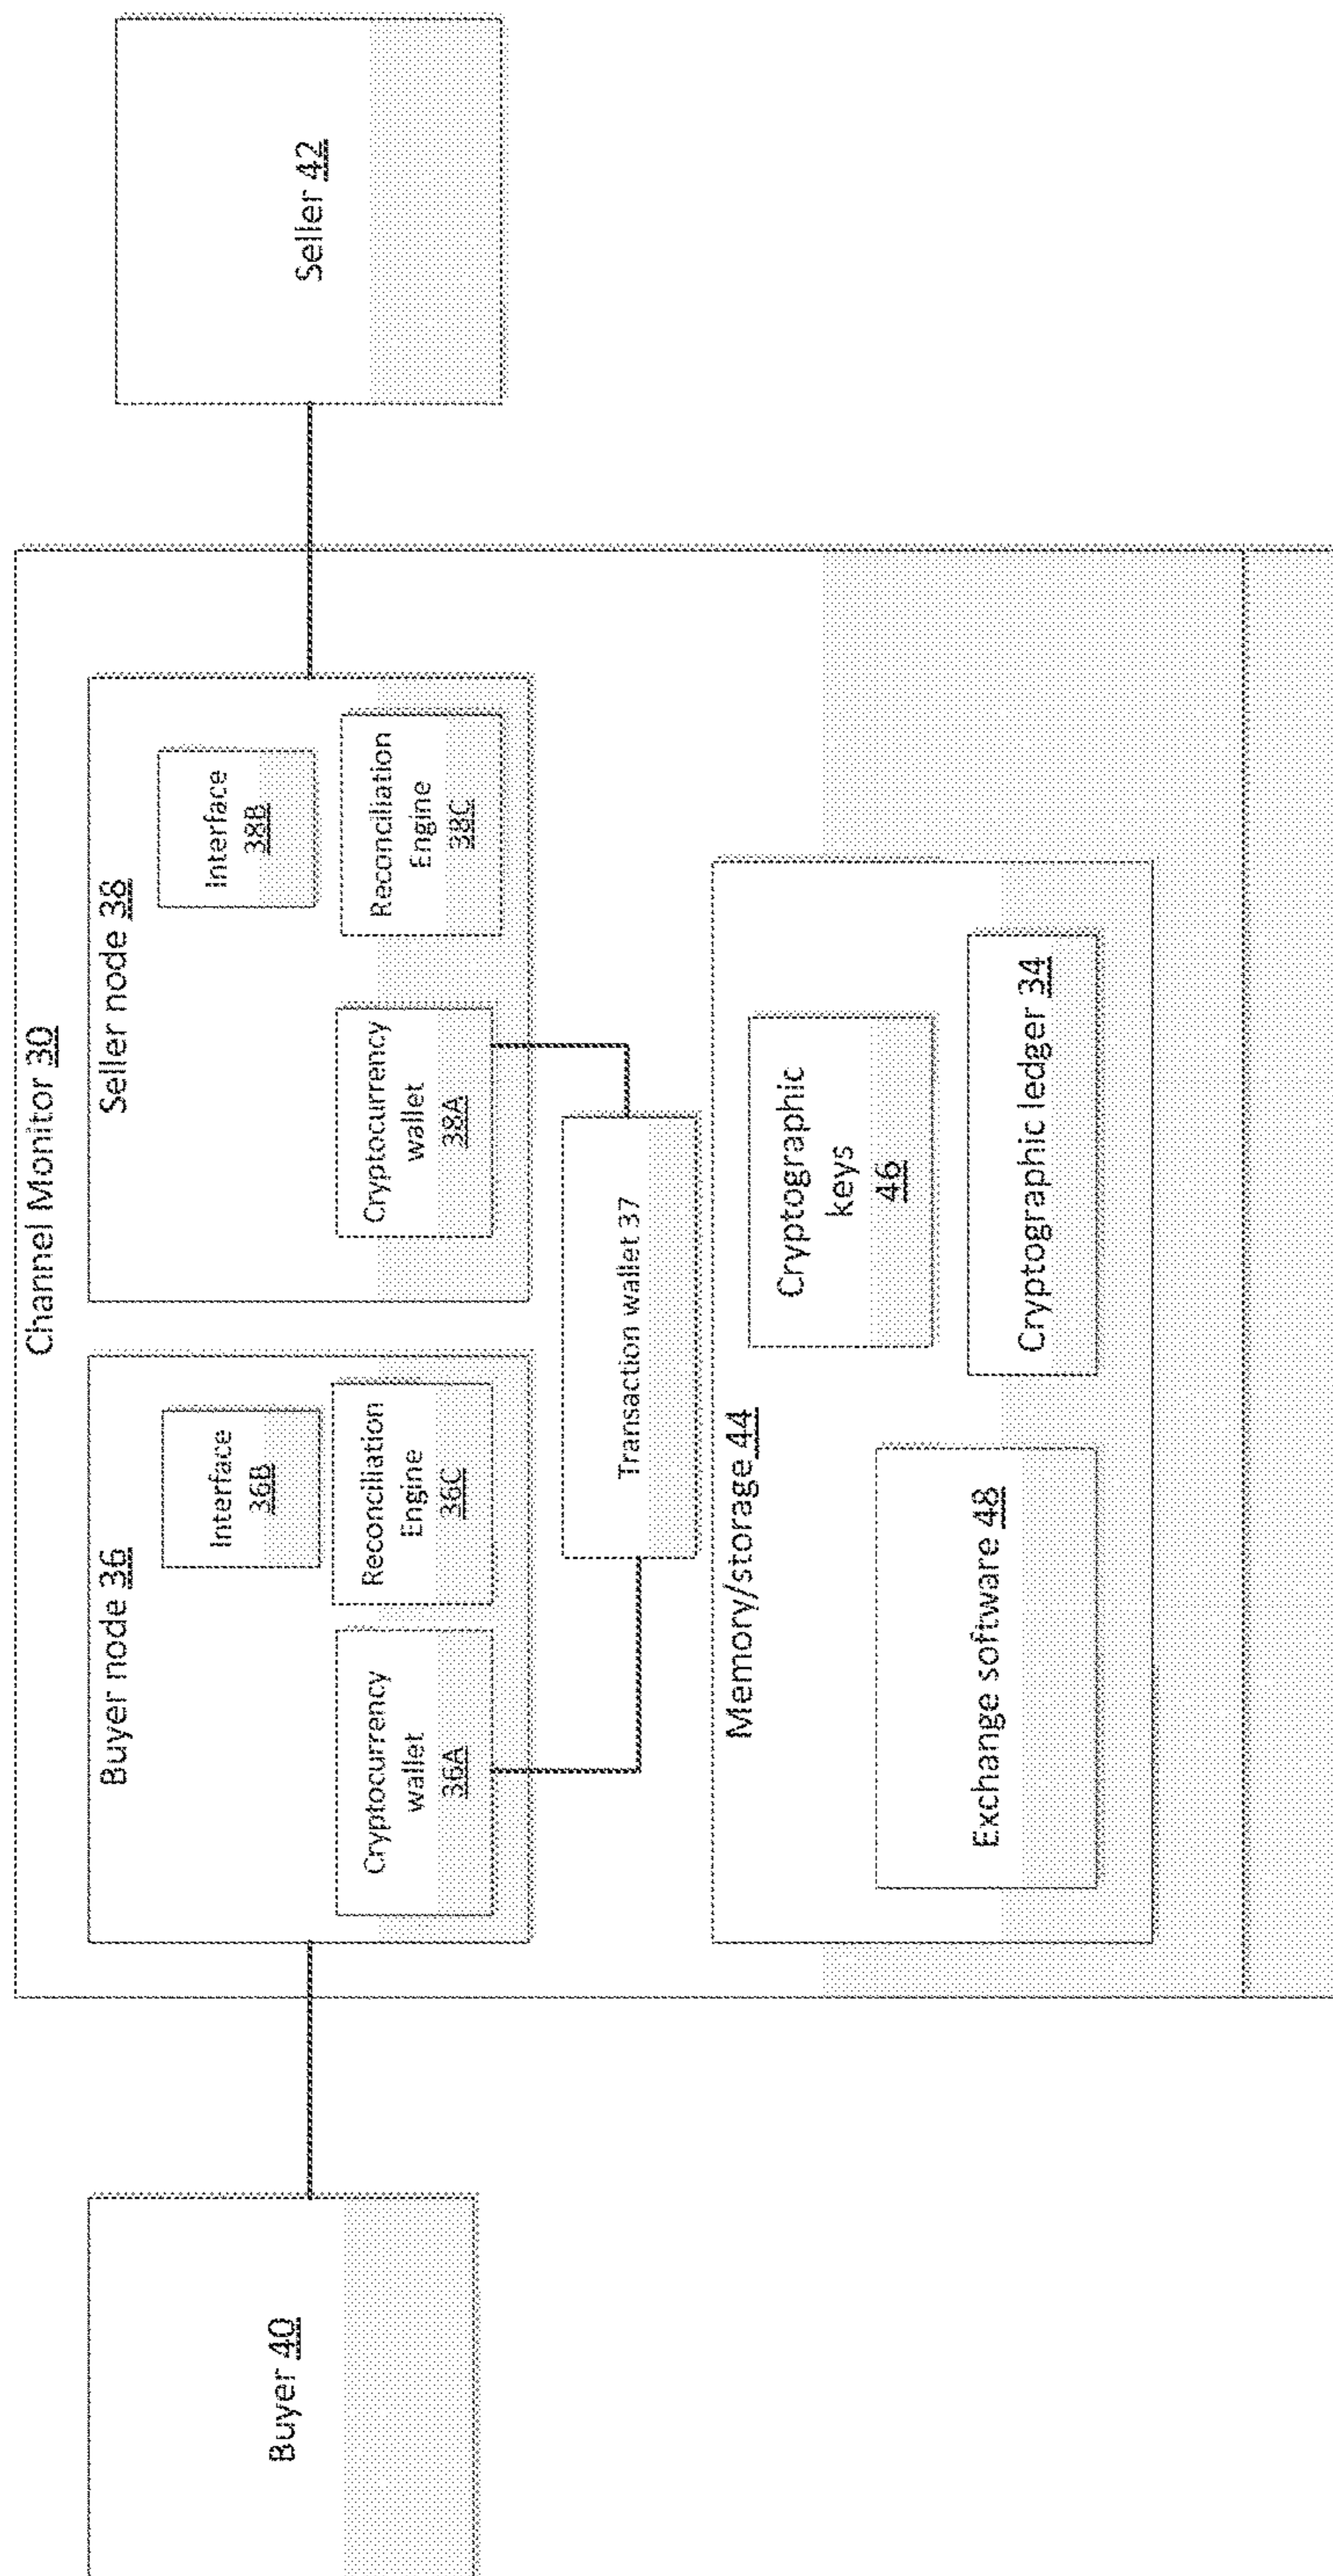 Channel Monitor 30
Buyer node 36
Interface
36B
Cryptocurrency
wallet
36A
Reconciliation
Engine
36C
Seller node 38
Interface
38B
Cryptocurrency
wallet
38A
Reconciliation
Engine
38C
Buyer 40
Seller 42
Transaction wallet 37
Memory/storage 44
Cryptographic
keys
46
Exchange software 48
Cryptographic ledger 34